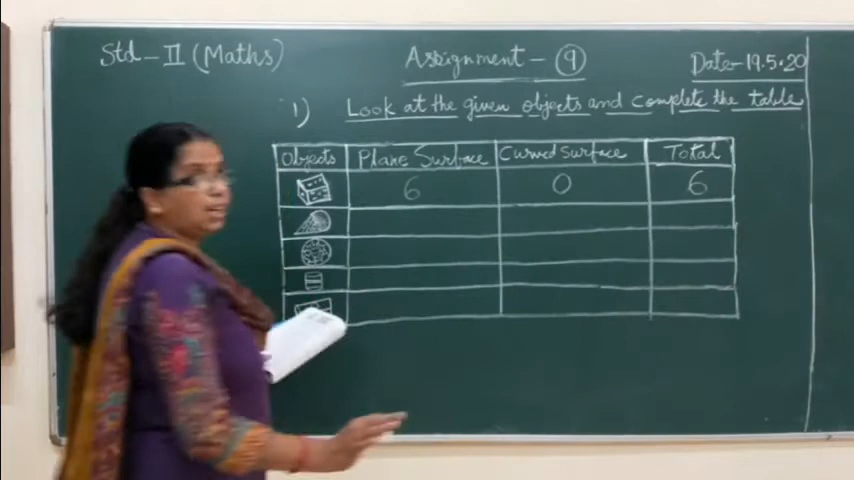 Std-II (Maths) Assignment - 9 Date-19.5.20
1) Look at the given objects and complete the table
Objects Plane Surface Curved Surface Total
6 0 6